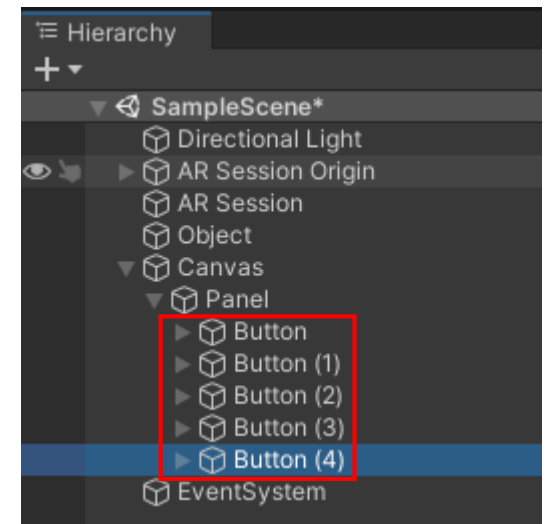 Hierarchy
SampleScene*
Directional Light
AR Session Origin
AR Session
Object
Canvas
Panel
Button
Button (1)
Button (2)
Button (3)
Button (4)
EventSystem